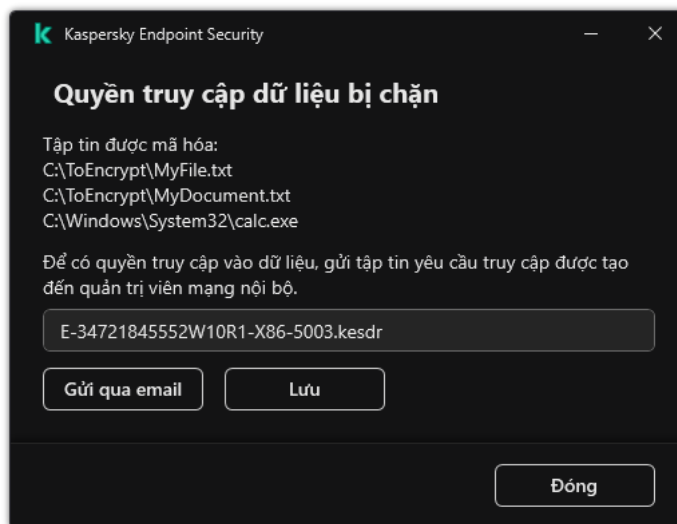 Kaspersky Endpoint Security
Quyền truy cập dữ liệu bị chặn
Tập tin được mã hóa:
C:\ToEncrypt\MyFile.txt
C:\ToEncrypt\MyDocument.txt
C:\Windows\System32\calc.exe
Để có quyền truy cập vào dữ liệu, gửi tập tin yêu cầu truy cập được tạo
đến quản trị viên mạng nội bộ.
E-34721845552W10R1-X86-5003.kesdr
Gửi qua email
Lưu
Đóng